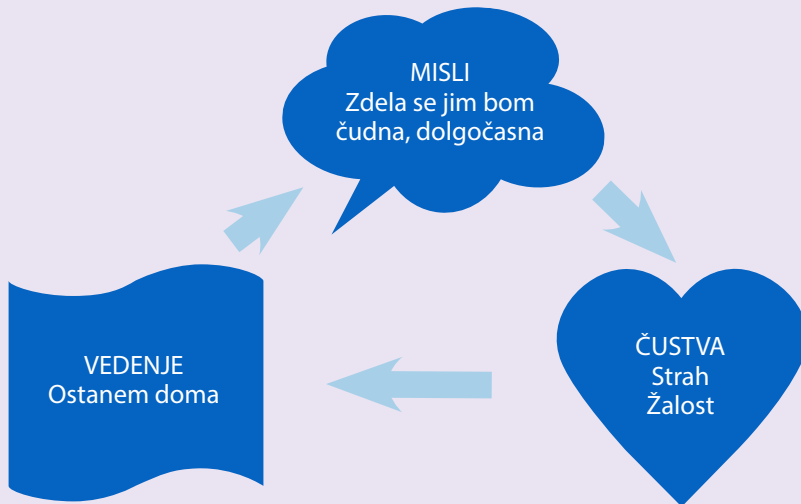 MISLI
Zdela se jim bom
čudna, dolgočasna
ČUSTVA
Strah
Žalost
VEDENJE
Ostanem doma